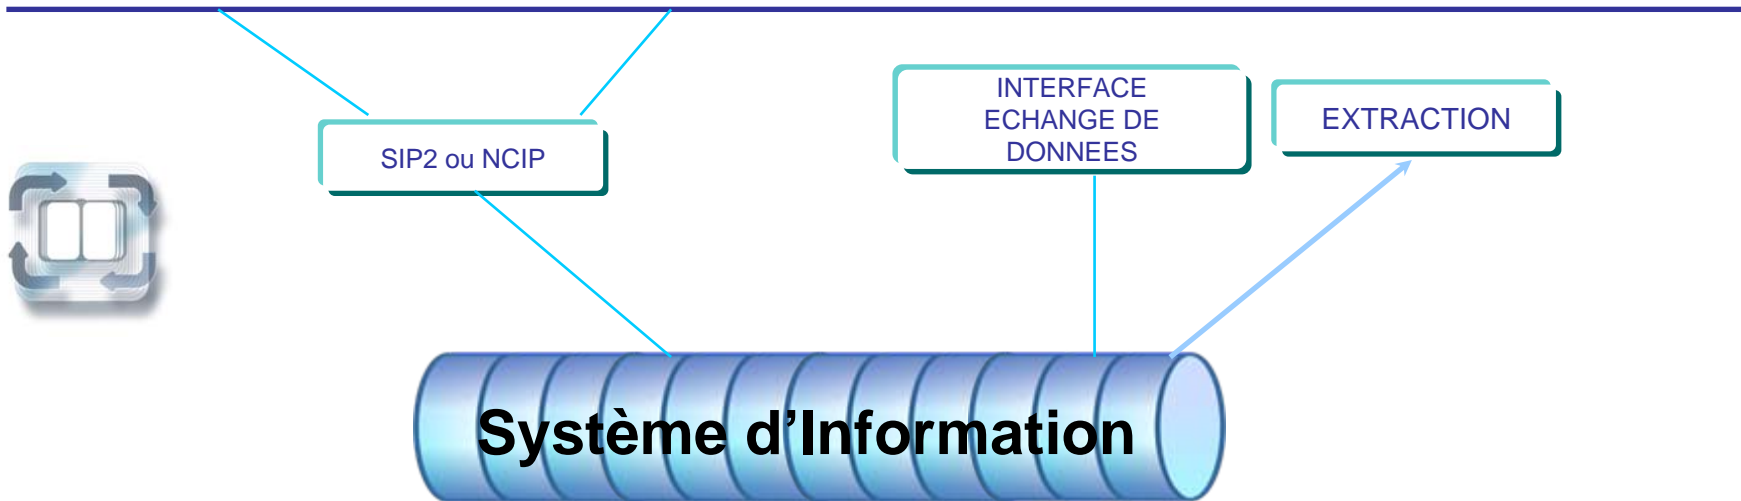 SIP2 ou NCIP
INTERFACE
ECHANGE DE
DONNEES
EXTRACTION
Système d’Information